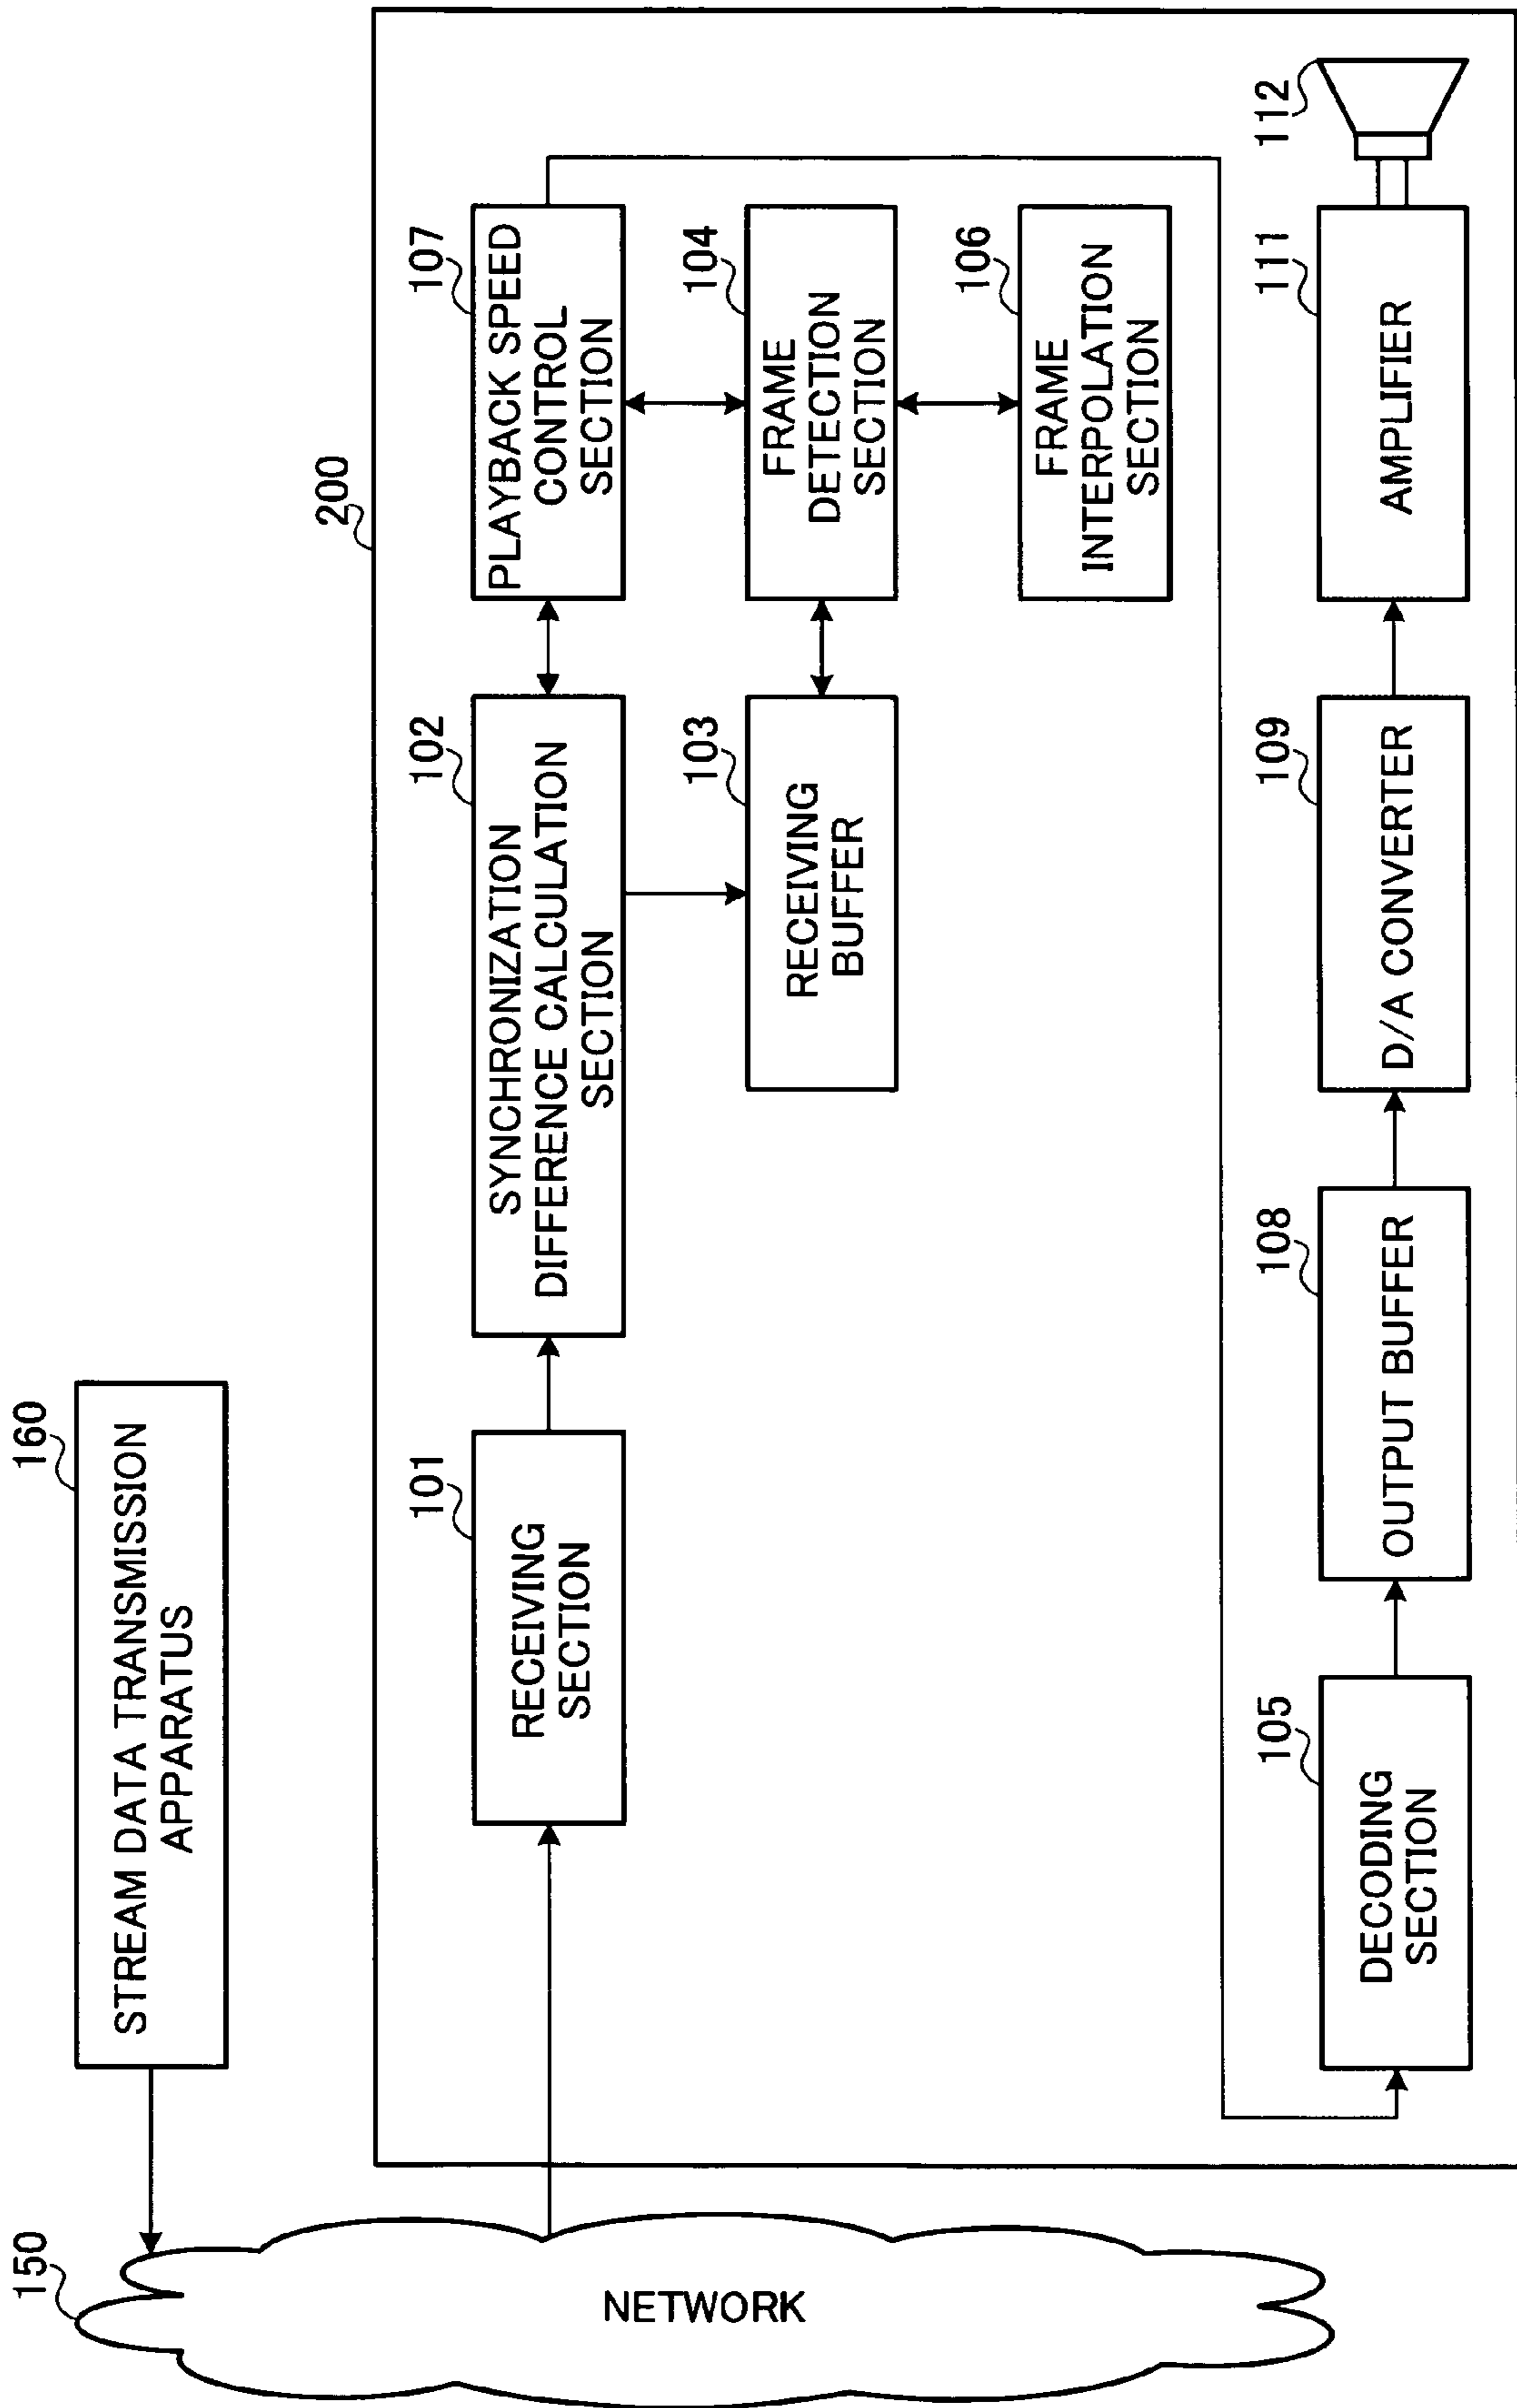 160
STREAM DATA TRANSMISSION
APPARATUS
150
NETWORK
200
101
RECEIVING
SECTION
102
SYNCHRONIZATION
DIFFERENCE CALCULATION
SECTION
107
PLAYBACK SPEED
CONTROL
SECTION
103
RECEIVING
BUFFER
104
FRAME
DETECTION
SECTION
106
FRAME
INTERPOLATION
SECTION
105
DECODING
SECTION
108
OUTPUT BUFFER
109
D/A CONVERTER
111
AMPLIFIER
112